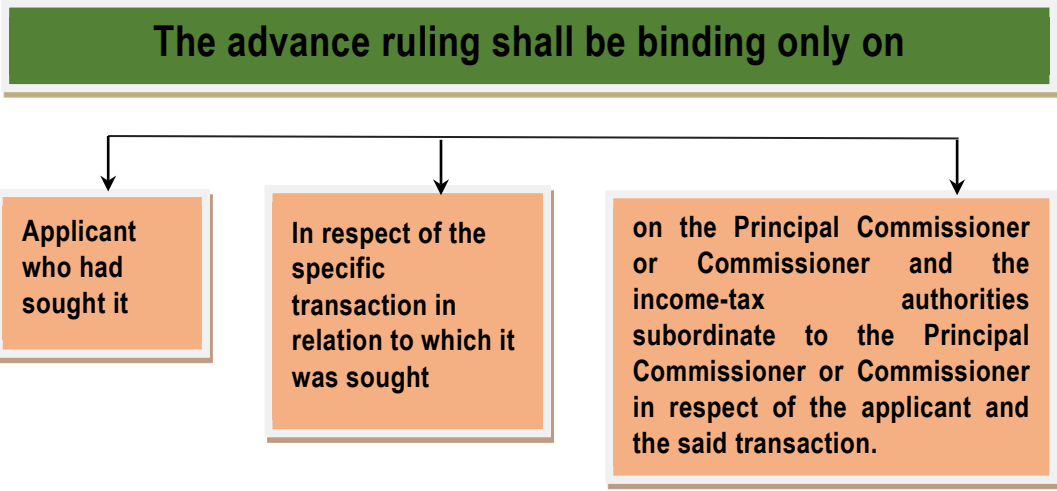 The advance ruling shall be binding only on
Applicant
who had
sought it
In respect of the
specific
transaction in
relation to which it
was sought
on the Principal Commissioner
or Commissioner and the
income-tax authorities
subordinate to the Principal
Commissioner or Commissioner
in respect of the applicant and
the said transaction.